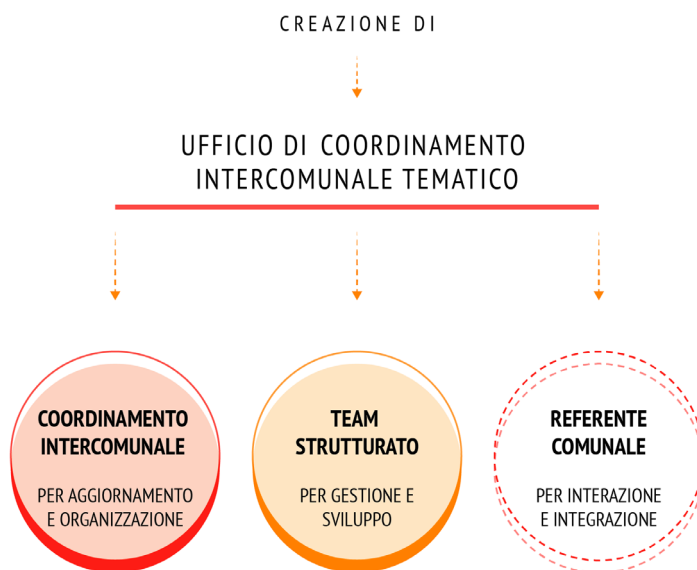 CREAZIONE DI
UFFICIO DI COORDINAMENTO
INTERCOMUNALE TEMATICO
COORDINAMENTO
INTERCOMUNALE
PER AGGIORNAMENTO
E ORGANIZZAZIONE
TEAM
STRUTTURATO
PER GESTIONE E
SVILUPPO
REFERENTE
COMUNALE
PER INTERAZIONE
E INTEGRAZIONE